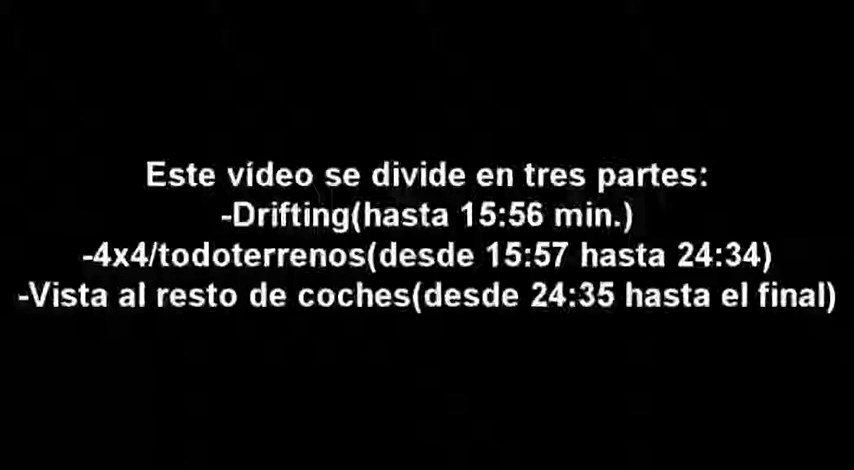 Este vídeo se divide en tres partes:
-Drifting(hasta 15:56 min.)
-4x4/todoterrenos(desde 15:57 hasta 24:34)
-Vista al resto de coches(desde 24:35 hasta el final)